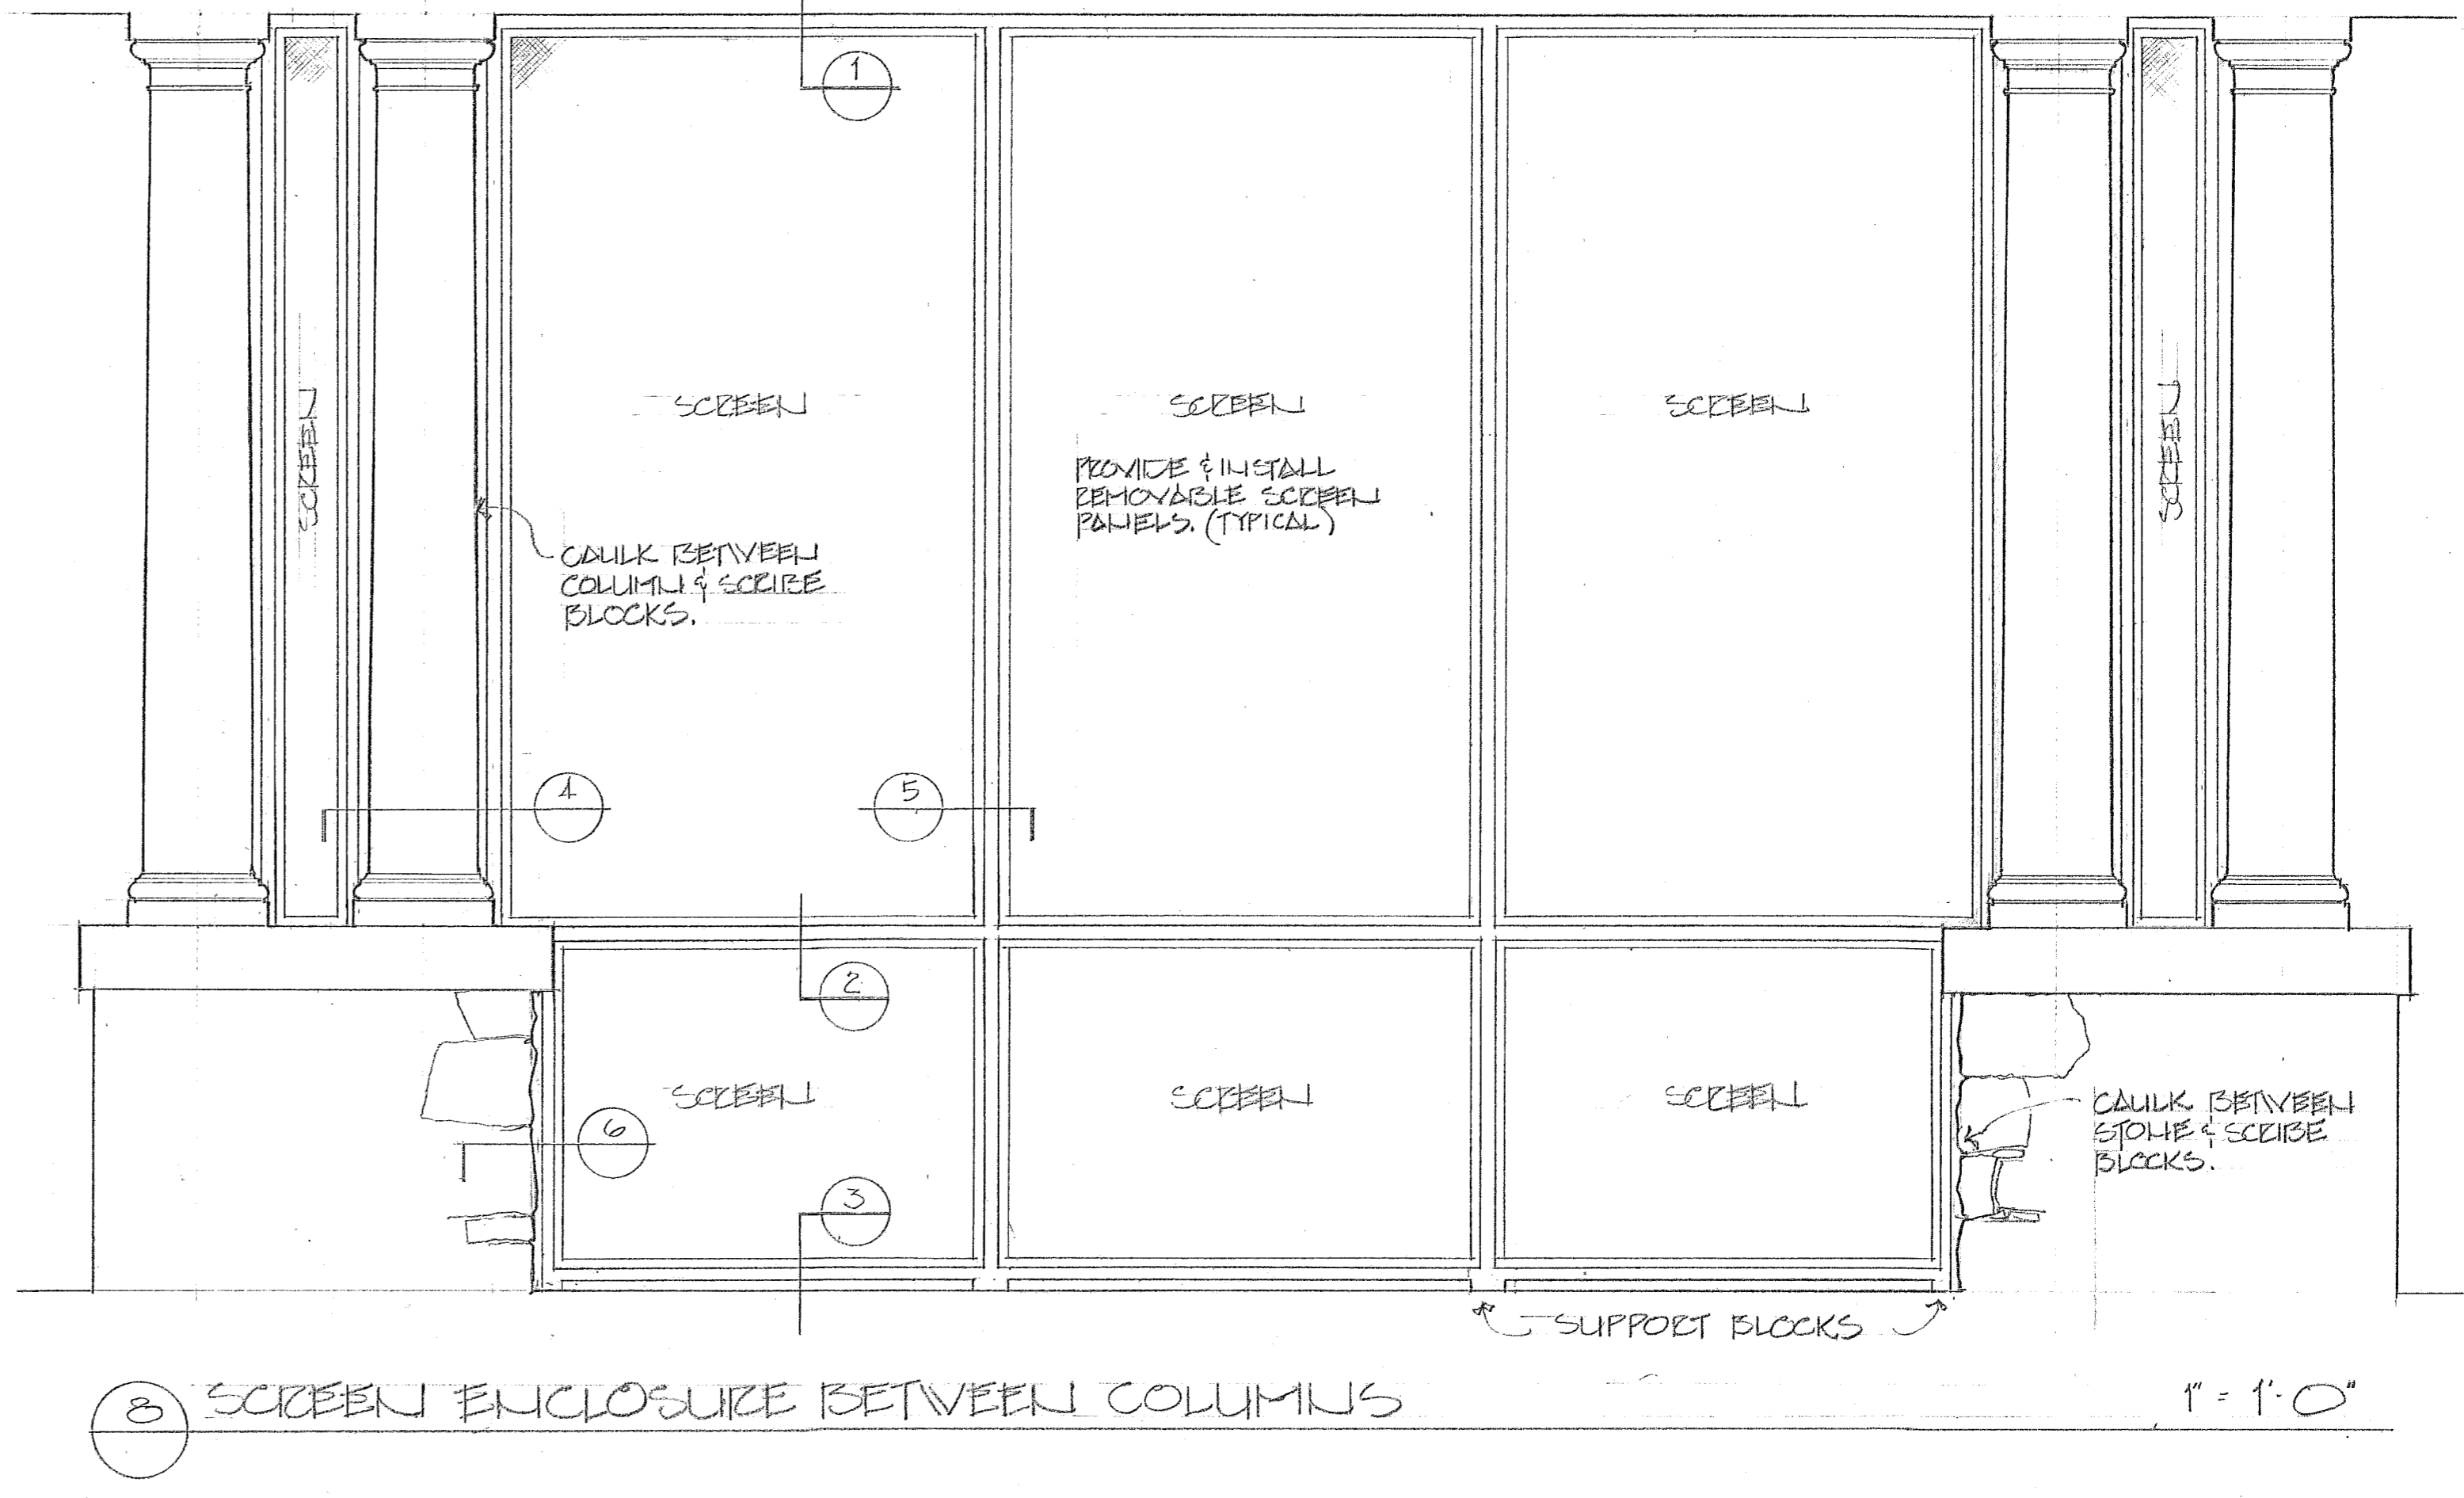 1
SCREEN
SCREEN
SCREEN
SCREEN
SCREEN
PROVIDE & INSTALL
REMOVABLE SCREEN
PANELS. (TYPICAL)
CAULK BETWEEN
COLUMN & SCRIBE
BLOCKS.
4
5
2
SCREEN
SCREEN
SCREEN
6
3
CAULK BETWEEN
STONE & SCRIBE
BLOCKS.
SUPPORT BLOCKS
8 SCREEN ENCLOSURE BETWEEN COLUMNS 1" = 1'-0"